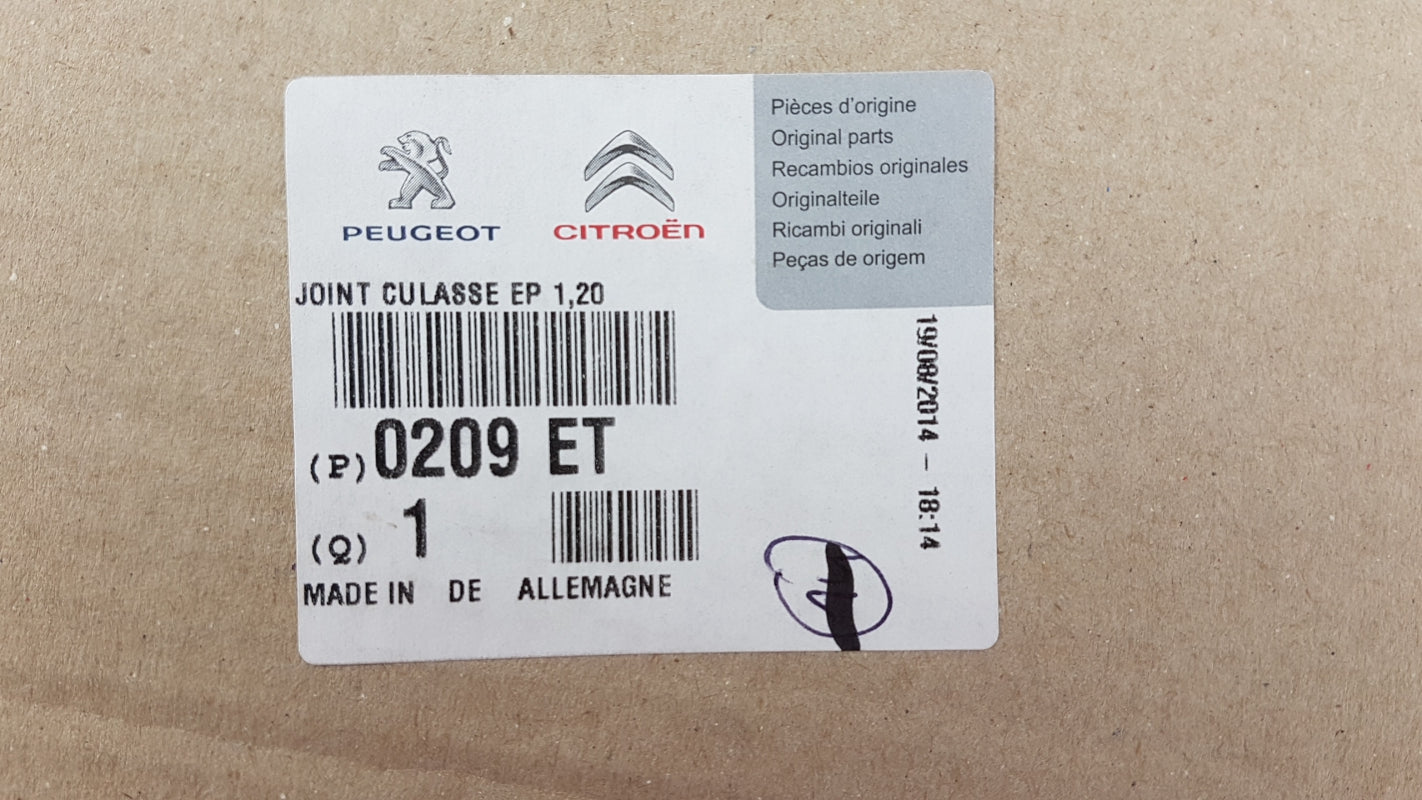 PEUGEOT
CITROËN
Pièces d'origine
Original parts
Recambios originales
Originalteile
Ricambi originali
Peças de origem
JOINT CULASSE EP 1,20
(P) 0209 ET
(Q) 1
MADE IN DE ALLEMAGNE
19/08/2014 - 18:14